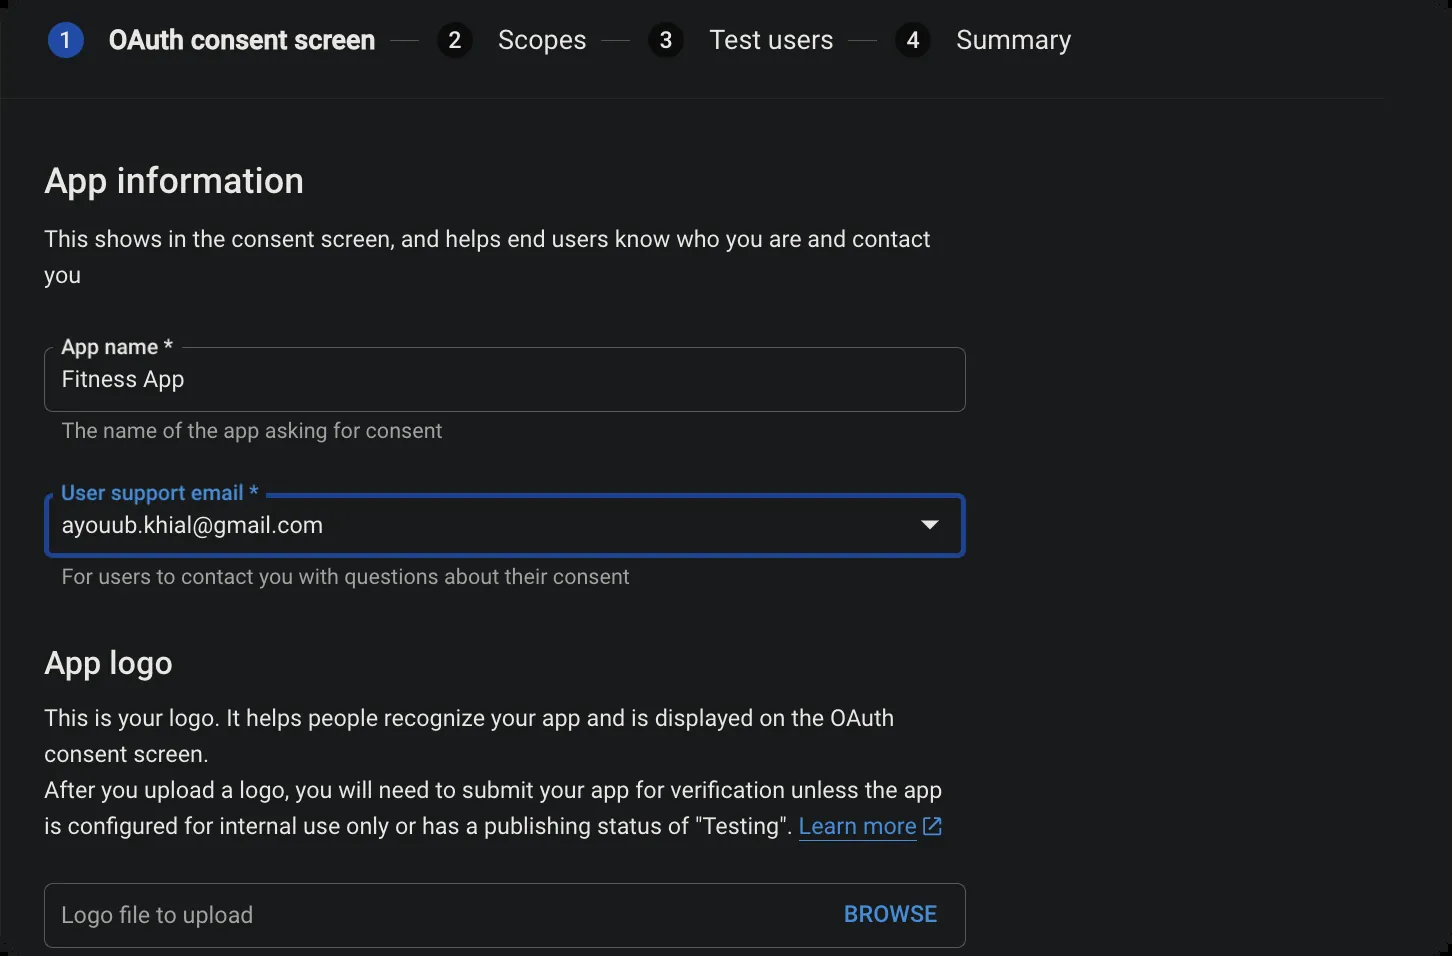 1 OAuth consent screen — 2 Scopes — 3 Test users — 4 Summary
App information
This shows in the consent screen, and helps end users know who you are and contact
you
App name *
Fitness App
The name of the app asking for consent
User support email *
ayouub.khial@gmail.com
For users to contact you with questions about their consent
App logo
This is your logo. It helps people recognize your app and is displayed on the OAuth
consent screen.
After you upload a logo, you will need to submit your app for verification unless the app
is configured for internal use only or has a publishing status of "Testing". Learn more
Logo file to upload BROWSE